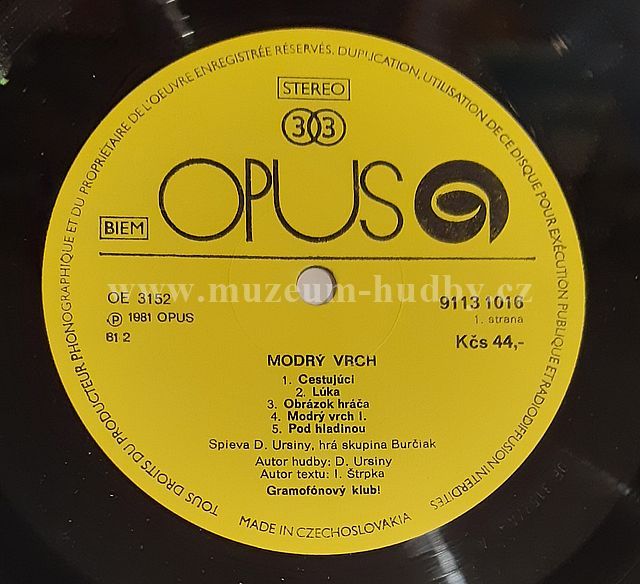 TOUS DROITS DU PRODUCTEUR PHONOGRAPHIQUE ET DU PROPRIETAIRE DE L'OEUVRE ENREGISTRÉE RÉSERVÉS. DUPLICATION, UTILISATION DE CE DISQUE POUR EXÉCUTION PUBLIQUE ET RADIODIFFUSION INTERDITES
STEREO
33
OPUS
BIEM
www.muzeum-hudby.cz
OE 3152
9113 1016
Ⓟ 1981 OPUS
1. strana
81 2
Kčs 44,-
MODRÝ VRCH
1. Cestujúci
2. Lúka
3. Obrázok hráča
4. Modrý vrch I.
5. Pod hladinou
Spieva D. Ursiny, hrá skupina Burčiak
Autor hudby: D. Ursiny
Autor textu: I. Štrpka
Gramofónový klub!
MADE IN CZECHOSLOVAKIA